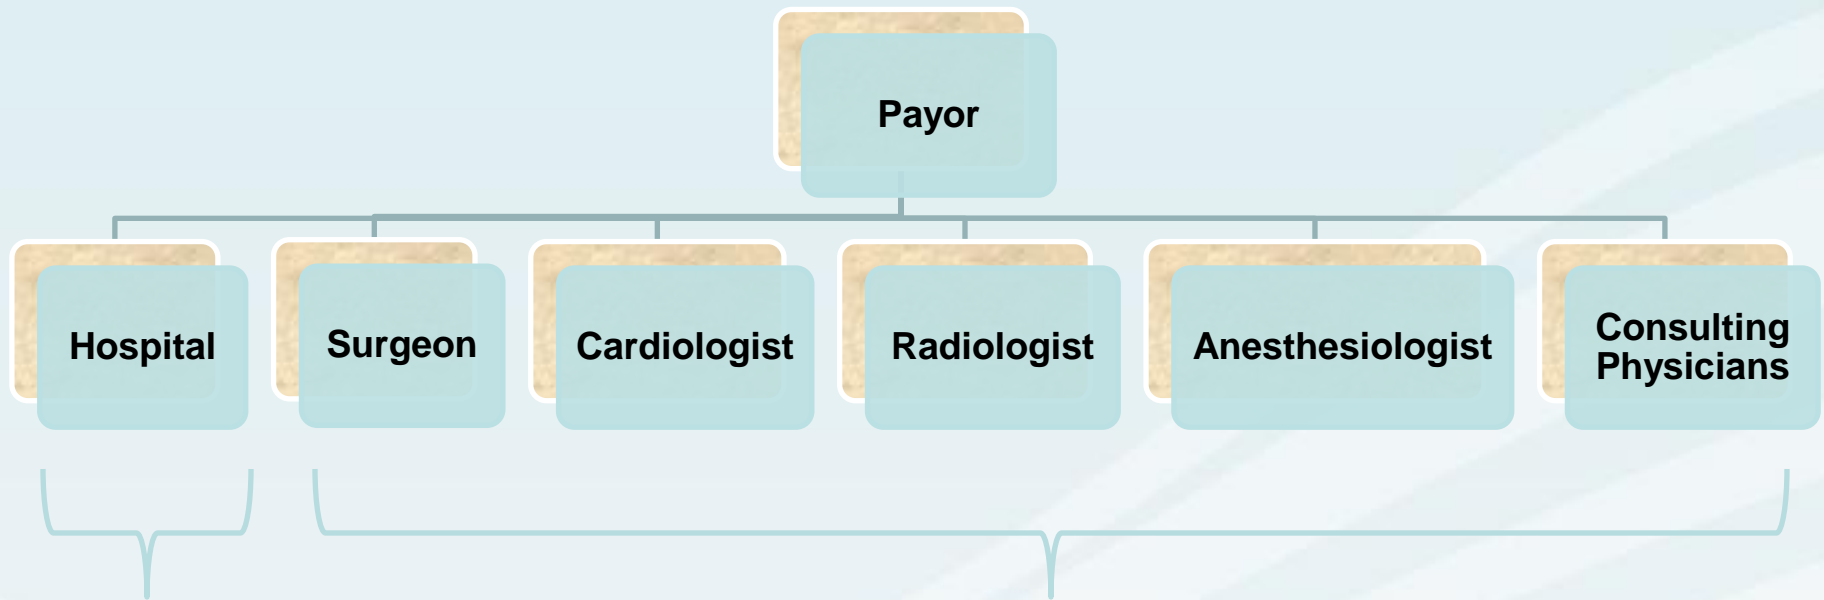 Payor
Hospital
Surgeon
Cardiologist
Radiologist
Anesthesiologist
Consulting
Physicians